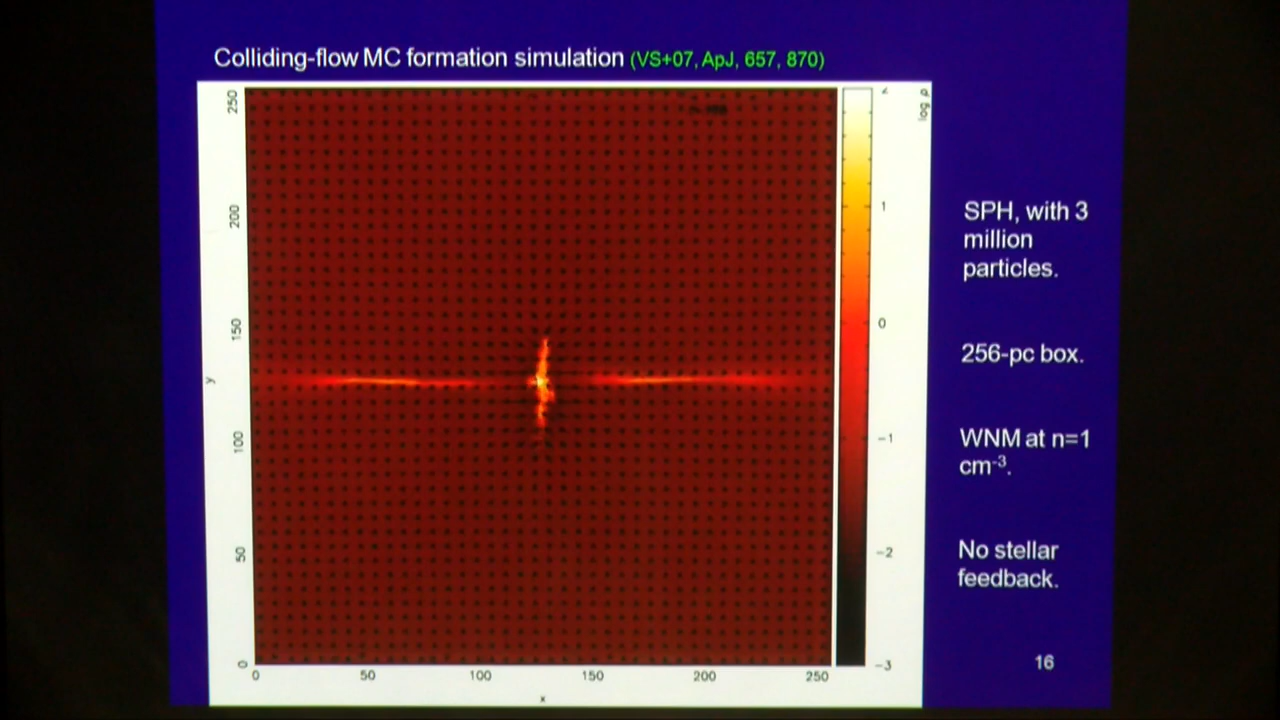 Colliding-flow MC formation simulation (VS+07, ApJ, 657, 870)
250
200
150
y
100
50
0
0 50 100 150 200 250
x
2
log ρ
1
0
−1
−2
−3
SPH, with 3
million
particles.
256-pc box.
WNM at n=1
cm-3.
No stellar
feedback.
16